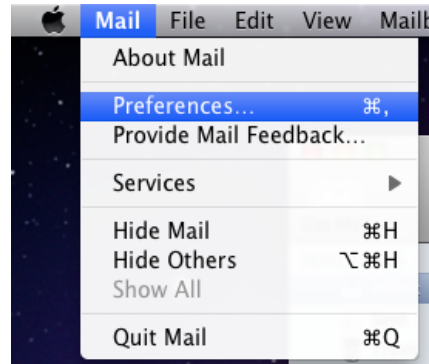 Mail File Edit View Mailb
About Mail
Preferences... ⌘,
Provide Mail Feedback...
Services
Hide Mail ⌘H
Hide Others ⌥⌘H
Show All
Quit Mail ⌘Q